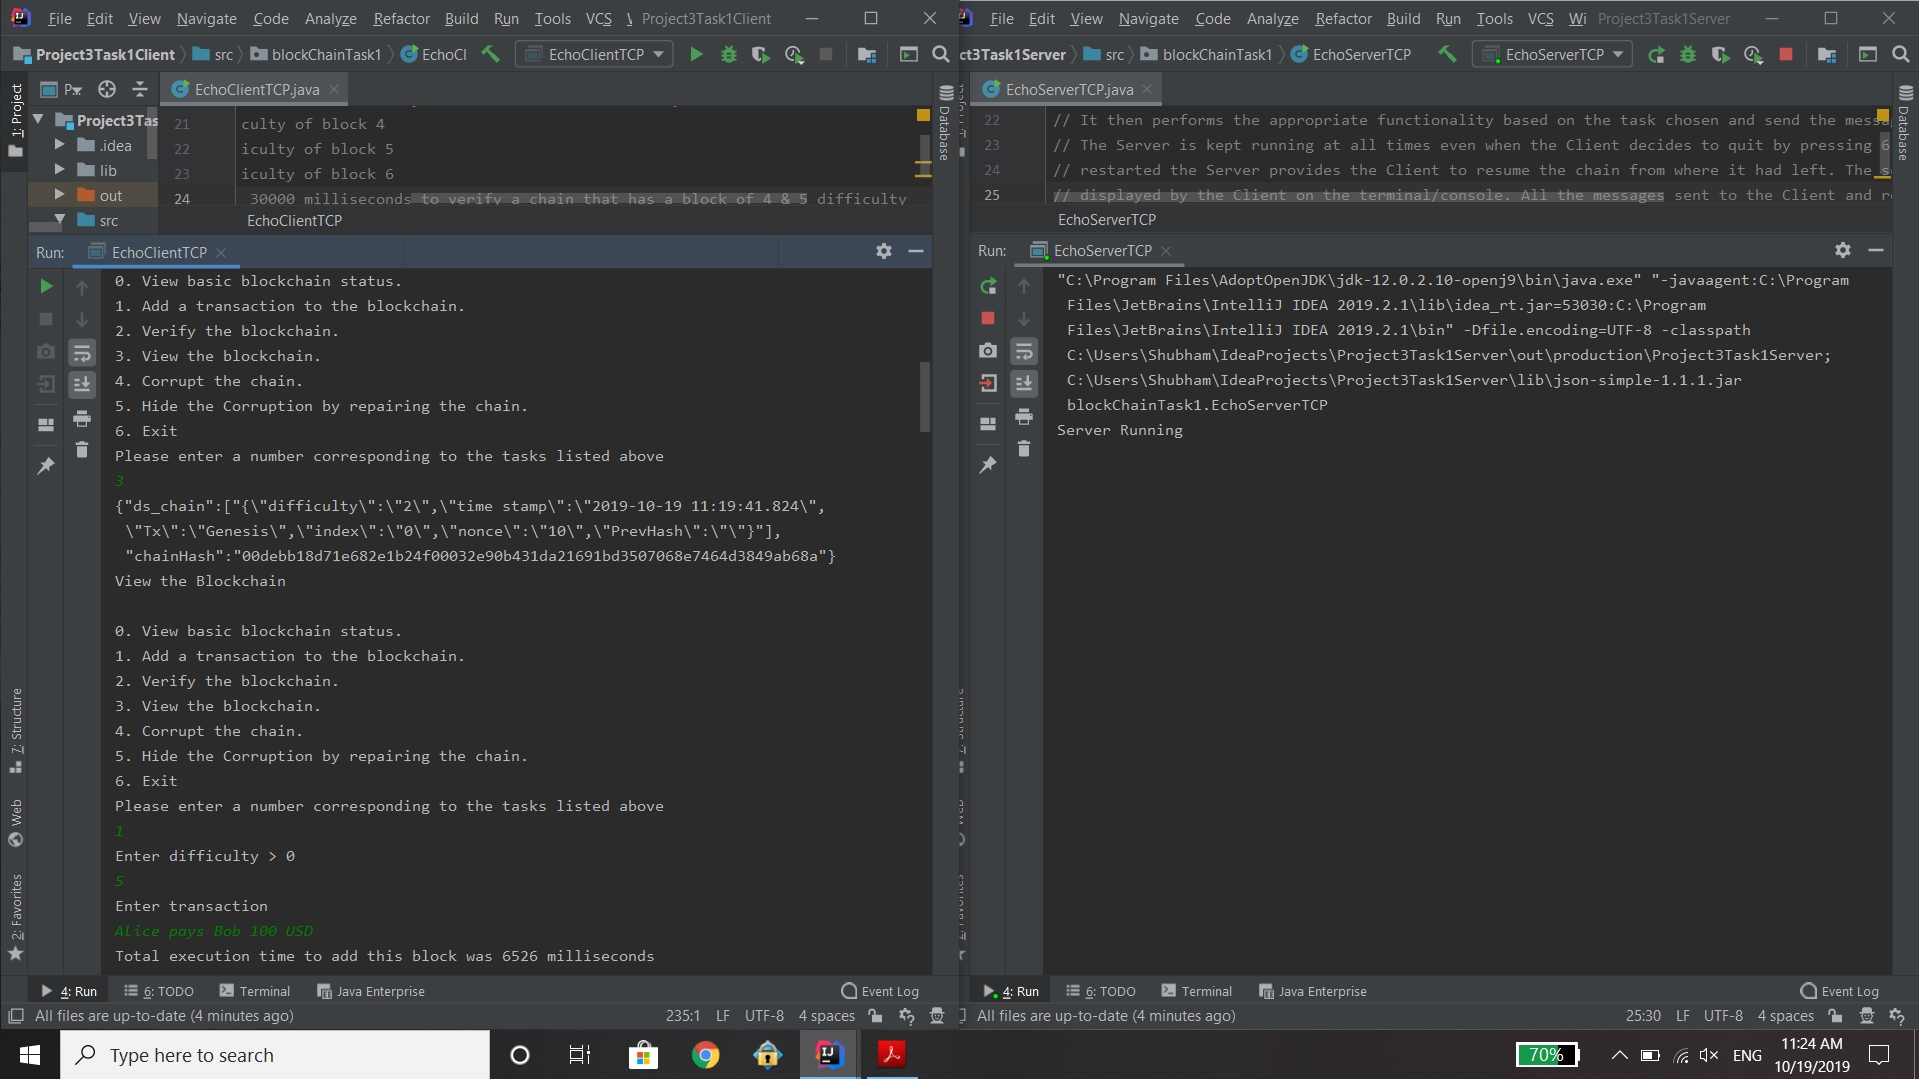 File Edit View Navigate Code Analyze Refactor Build Run Tools VCS Project3Task1Client
Project3Task1Client src blockChainTask1 EchoCl EchoClientTCP
1: Project
EchoClientTCP.java
Project3Tas
.idea
lib
out
src
21 culty of block 4
22 iculty of block 5
23 iculty of block 6
24 30000 milliseconds to verify a chain that has a block of 4 & 5 difficulty
EchoClientTCP
Database
Run: EchoClientTCP
0. View basic blockchain status.
1. Add a transaction to the blockchain.
2. Verify the blockchain.
3. View the blockchain.
4. Corrupt the chain.
5. Hide the Corruption by repairing the chain.
6. Exit
Please enter a number corresponding to the tasks listed above
3
{"ds_chain":["{\"difficulty\":\"2\",\"time stamp\":\"2019-10-19 11:19:41.824\",
\"Tx\":\"Genesis\",\"index\":\"0\",\"nonce\":\"10\",\"PrevHash\":\"\"}"],
"chainHash":"00debb18d71e682e1b24f00032e90b431da21691bd3507068e7464d3849ab68a"}
View the Blockchain
0. View basic blockchain status.
1. Add a transaction to the blockchain.
2. Verify the blockchain.
3. View the blockchain.
4. Corrupt the chain.
5. Hide the Corruption by repairing the chain.
6. Exit
Please enter a number corresponding to the tasks listed above
1
Enter difficulty > 0
5
Enter transaction
Alice pays Bob 100 USD
Total execution time to add this block was 6526 milliseconds
7: Structure
Web
2: Favorites
4: Run 6: TODO Terminal Java Enterprise Event Log
All files are up-to-date (4 minutes ago) 235:1 LF UTF-8 4 spaces
File Edit View Navigate Code Analyze Refactor Build Run Tools VCS Wi Project3Task1Server
ct3Task1Server src blockChainTask1 EchoServerTCP EchoServerTCP
EchoServerTCP.java
22 // It then performs the appropriate functionality based on the task chosen and send the messa
23 // The Server is kept running at all times even when the Client decides to quit by pressing 6
24 // restarted the Server provides the Client to resume the chain from where it had left. The s
25 // displayed by the Client on the terminal/console. All the messages sent to the Client and re
EchoServerTCP
Database
Run: EchoServerTCP
"C:\Program Files\AdoptOpenJDK\jdk-12.0.2.10-openj9\bin\java.exe" "-javaagent:C:\Program
Files\JetBrains\IntelliJ IDEA 2019.2.1\lib\idea_rt.jar=53030:C:\Program
Files\JetBrains\IntelliJ IDEA 2019.2.1\bin" -Dfile.encoding=UTF-8 -classpath
C:\Users\Shubham\IdeaProjects\Project3Task1Server\out\production\Project3Task1Server;
C:\Users\Shubham\IdeaProjects\Project3Task1Server\lib\json-simple-1.1.1.jar
blockChainTask1.EchoServerTCP
Server Running
4: Run 6: TODO Terminal Java Enterprise Event Log
All files are up-to-date (4 minutes ago) 25:30 LF UTF-8 4 spaces
Type here to search
70% ENG 11:24 AM
10/19/2019